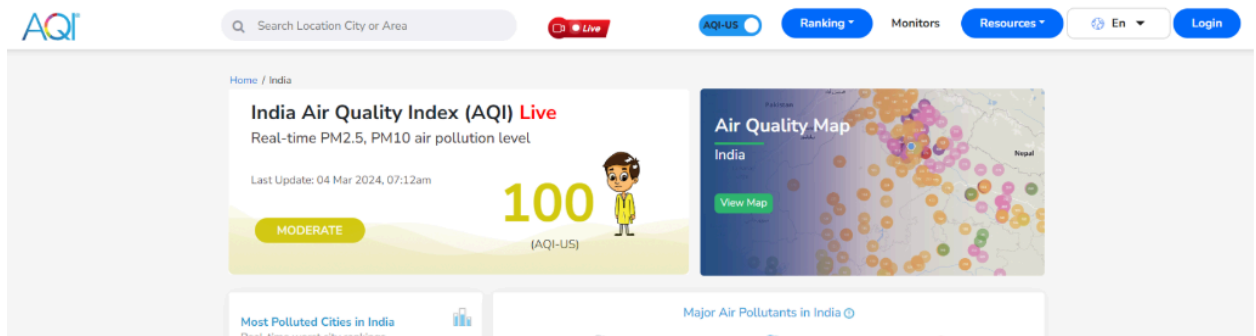 AQI
Search Location City or Area
Live
AQI-US
Ranking
Monitors
Resources
En
Login
Home / India
India Air Quality Index (AQI) Live
Real-time PM2.5, PM10 air pollution level
Last Update: 04 Mar 2024, 07:12am
100
MODERATE
(AQI-US)
Pakistan
Air Quality Map
India
Nepal
View Map
Most Polluted Cities in India
Major Air Pollutants in India